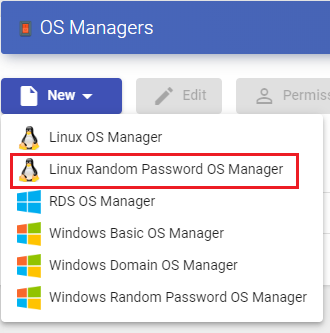 OS Managers
New
Edit
Permiss
Linux OS Manager
Linux Random Password OS Manager
RDS OS Manager
Windows Basic OS Manager
Windows Domain OS Manager
Windows Random Password OS Manager